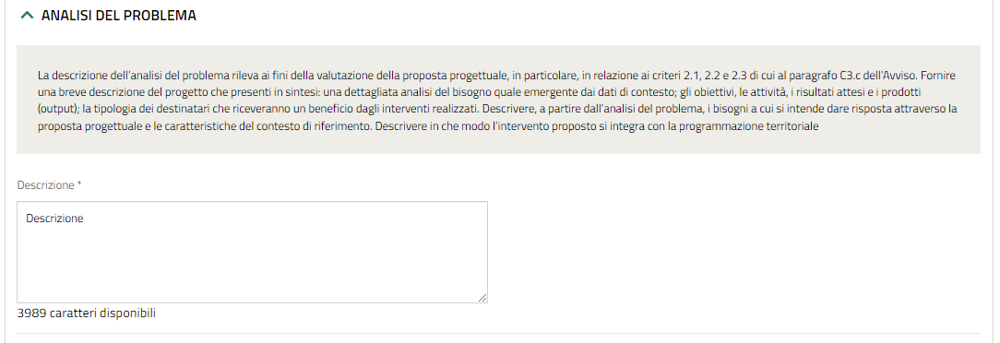 ANALISI DEL PROBLEMA
La descrizione dell'analisi del problema rileva ai fini della valutazione della proposta progettuale, in particolare, in relazione ai criteri 2.1, 2.2 e 2.3 di cui al paragrafo C3.c dell'Avviso. Fornire
una breve descrizione del progetto che presenti in sintesi: una dettagliata analisi del bisogno quale emergente dai dati di contesto; gli obiettivi, le attività, i risultati attesi e i prodotti
(output); la tipologia dei destinatari che riceveranno un beneficio dagli interventi realizzati. Descrivere, a partire dall'analisi del problema, i bisogni a cui si intende dare risposta attraverso la
proposta progettuale e le caratteristiche del contesto di riferimento. Descrivere in che modo l'intervento proposto si integra con la programmazione territoriale
Descrizione *
Descrizione
3989 caratteri disponibili